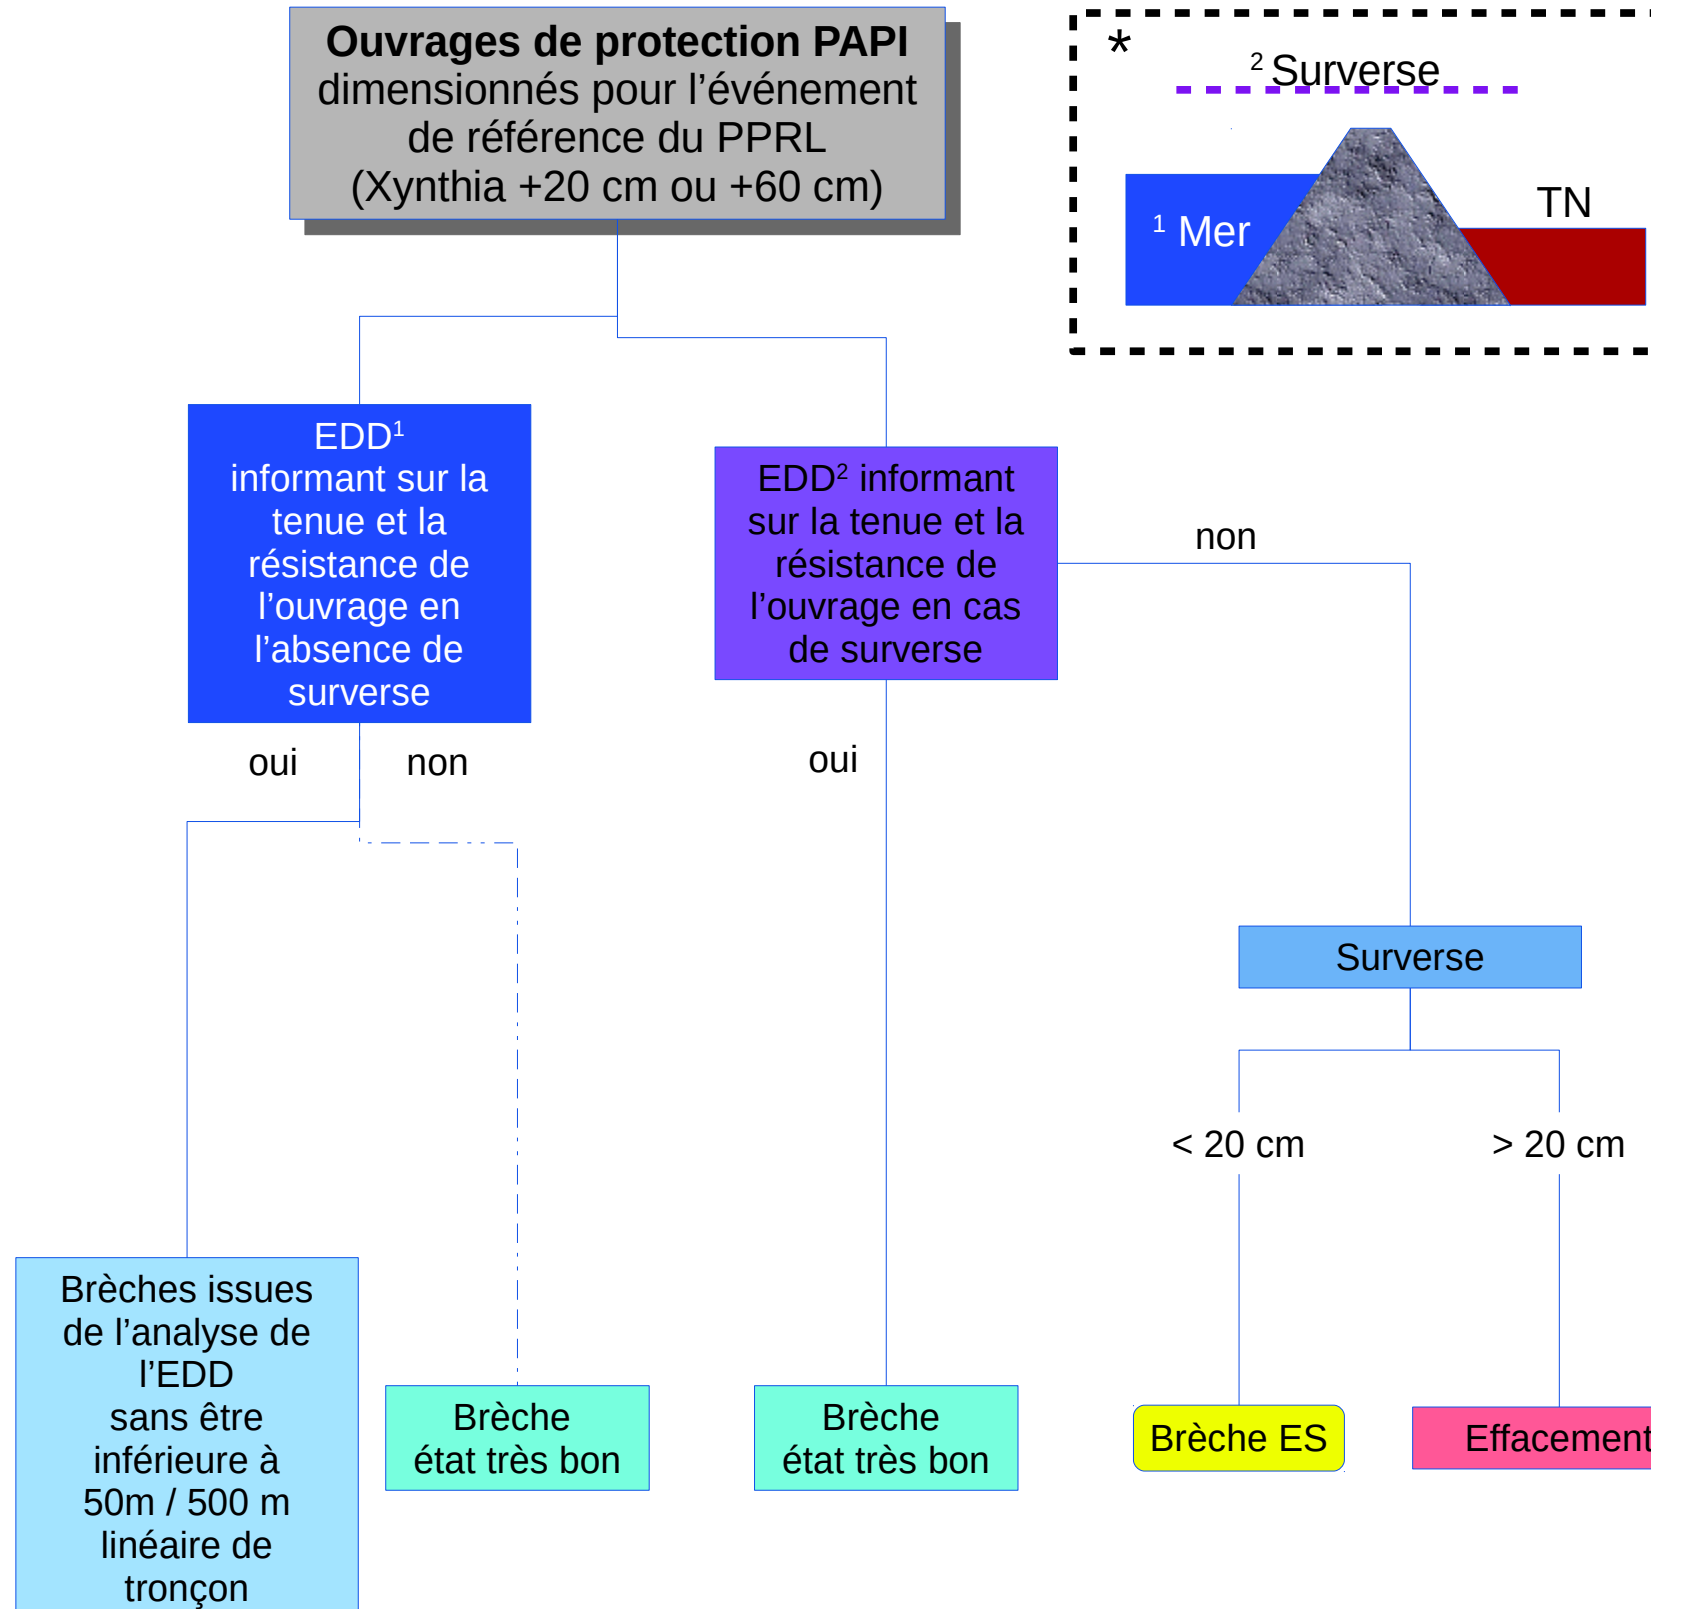 Ouvrages de protection PAPI
dimensionnés pour l’événement
de référence du PPRL
(Xynthia +20 cm ou +60 cm)
*
2 Surverse
1 Mer
TN
EDD1
informant sur la
tenue et la
résistance de
l’ouvrage en
l’absence de
surverse
EDD2 informant
sur la tenue et la
résistance de
l’ouvrage en cas
de surverse
non
oui
non
oui
Surverse
< 20 cm
> 20 cm
Brèches issues
de l’analyse de
l’EDD
sans être
inférieure à
50m / 500 m
linéaire de
tronçon
Brèche
état très bon
Brèche
état très bon
Brèche ES
Effacement